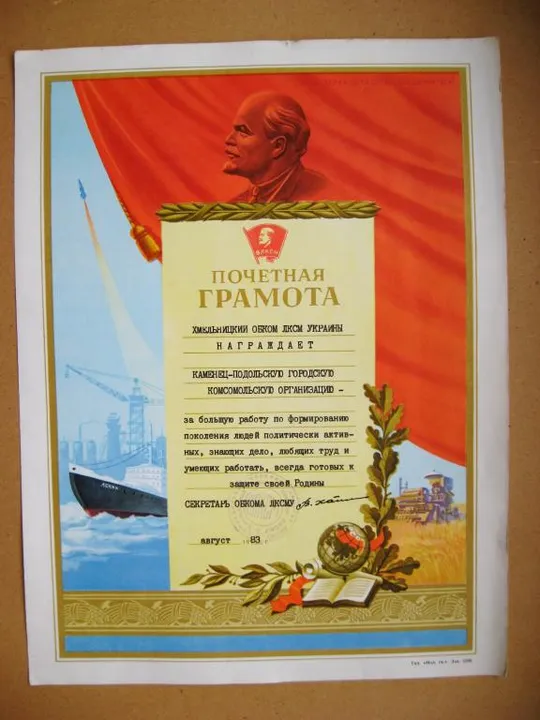 ВЛКСМ
ПОЧЕТНАЯ
ГРАМОТА
ХМЕЛЬНИЦКИЙ ОБКОМ ЛКСМ УКРАИНЫ
НАГРАЖДАЕТ
КАМЕНЕЦ-ПОДОЛЬСКУЮ ГОРОДСКУЮ
КОМСОМОЛЬСКУЮ ОРГАНИЗАЦИЮ -
за большую работу по формированию
поколения людей политически актив-
ных, знающих дело, любящих труд и
умеющих работать, всегда готовых к
защите своей Родины
СЕКРЕТАРЬ ОБКОМА ЛКСМУ
август 1983 г.
ЛЕНИН